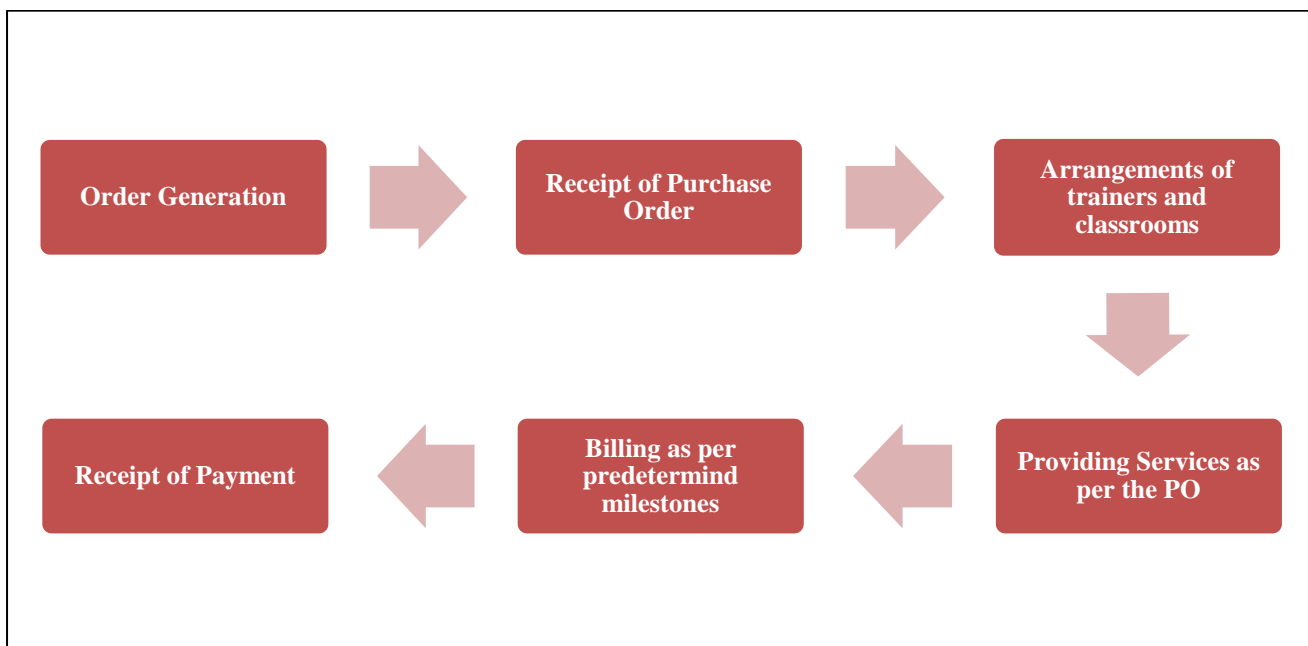 Order Generation
Receipt of Purchase
Order
Arrangements of
trainers and
classrooms
Providing Services as
per the PO
Billing as per
predetermind
milestones
Receipt of Payment